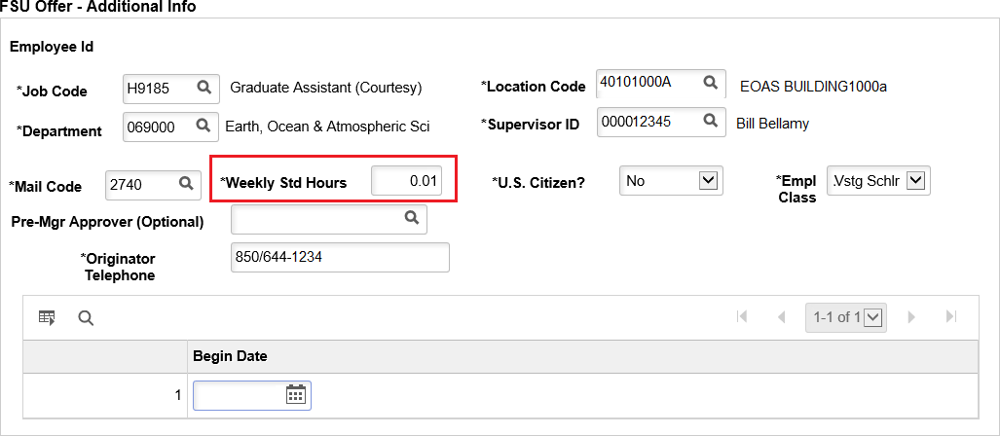 FSU Offer - Additional Info
Employee Id
*Job Code H9185 Graduate Assistant (Courtesy) *Location Code 40101000A EOAS BUILDING1000a
*Department 069000 Earth, Ocean & Atmospheric Sci *Supervisor ID 000012345 Bill Bellamy
*Mail Code 2740 *Weekly Std Hours 0.01 *U.S. Citizen? No *Empl Class .Vstg Schlr
Pre-Mgr Approver (Optional)
*Originator Telephone 850/644-1234
1-1 of 1
Begin Date
1